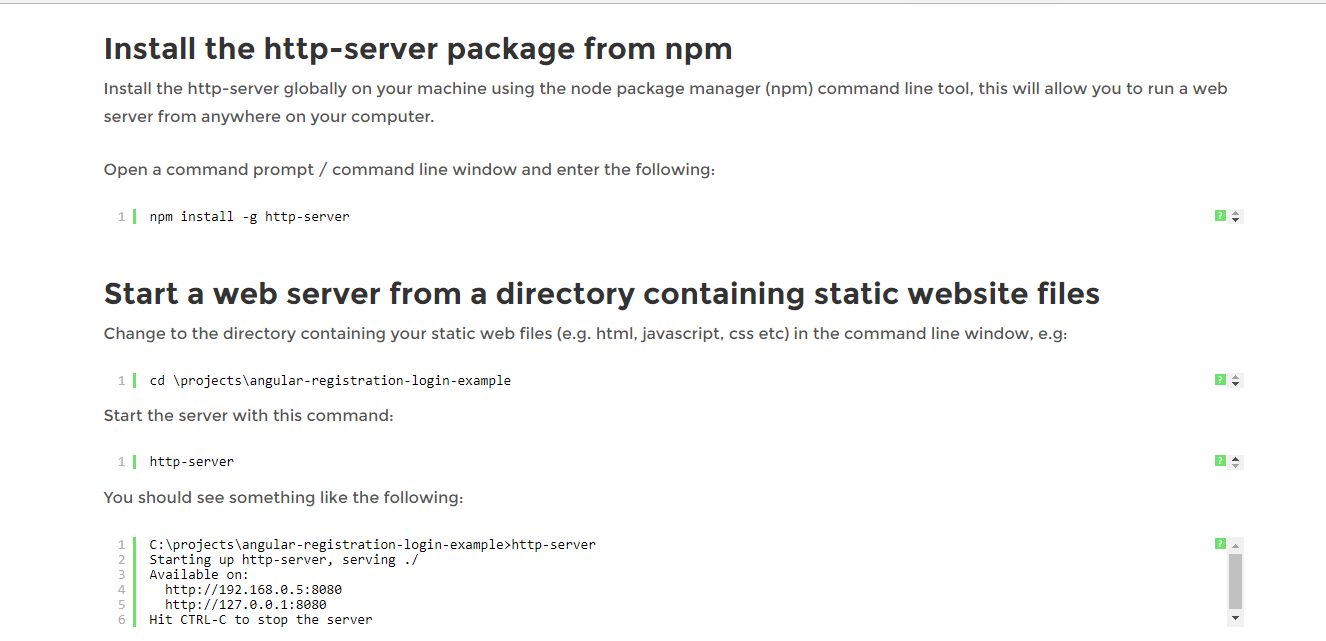 Install the http-server package from npm
Install the http-server globally on your machine using the node package manager (npm) command line tool, this will allow you to run a web
server from anywhere on your computer.
Open a command prompt / command line window and enter the following:
1 npm install -g http-server ?
Start a web server from a directory containing static website files
Change to the directory containing your static web files (e.g. html, javascript, css etc) in the command line window, e.g:
1 cd \projects\angular-registration-login-example ?
Start the server with this command:
1 http-server ?
You should see something like the following:
1 C:\projects\angular-registration-login-example>http-server ?
2 Starting up http-server, serving ./
3 Available on:
4 http://192.168.0.5:8080
5 http://127.0.0.1:8080
6 Hit CTRL-C to stop the server